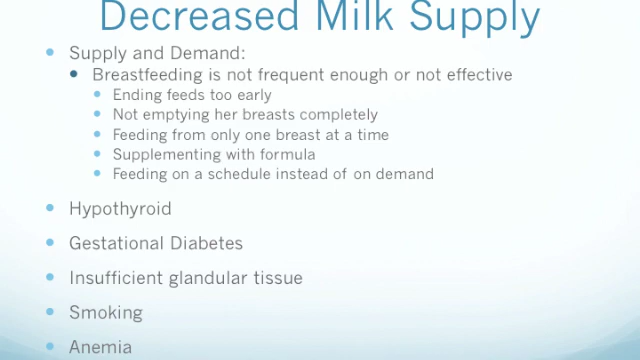 Decreased Milk Supply
Supply and Demand:
Breastfeeding is not frequent enough or not effective
Ending feeds too early
Not emptying her breasts completely
Feeding from only one breast at a time
Supplementing with formula
Feeding on a schedule instead of on demand
Hypothyroid
Gestational Diabetes
Insufficient glandular tissue
Smoking
Anemia